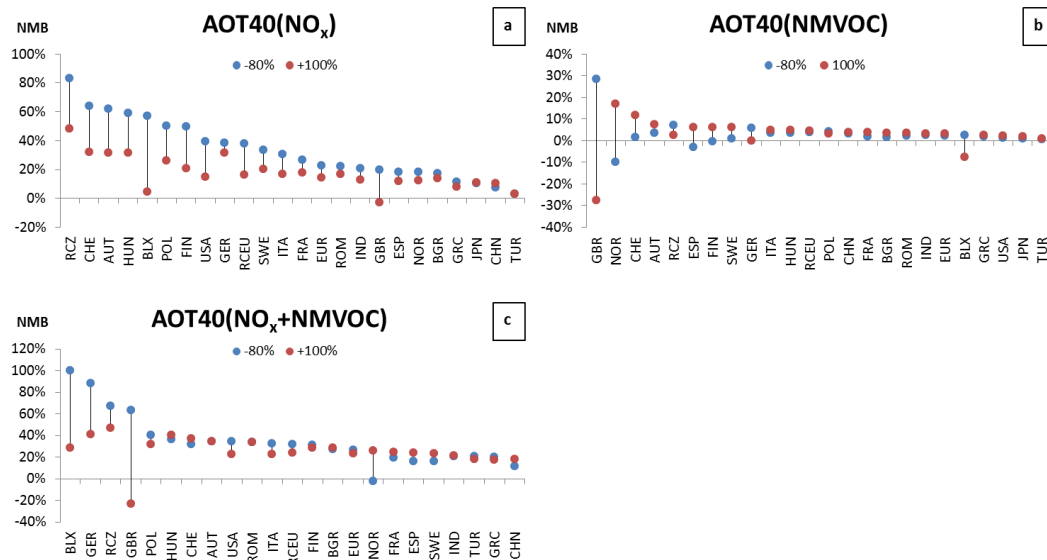 AOT40(NOx)
a
NMB
-80% +100%
100%
80%
60%
40%
20%
0%
-20%
RCZ CHE AUT HUN BLX POL FIN USA GER RCEU SWE ITA FRA EUR ROM IND GBR ESP NOR BGR GRC JPN CHN TUR
AOT40(NMVOC)
b
NMB
-80% 100%
40%
30%
20%
10%
0%
-10%
-20%
-30%
-40%
GBR NOR CHE AUT RCZ ESP FIN SWE GER ITA HUN RCEU POL CHN FRA BGR ROM IND EUR BLX GRC USA JPN TUR
AOT40(NOx+NMVOC)
c
NMB
-80% +100%
120%
100%
80%
60%
40%
20%
0%
-20%
-40%
BLX GER RCZ GBR POL HUN CHE AUT USA ROM ITA RCEU FIN BGR EUR NOR FRA ESP SWE IND TUR GRC CHN